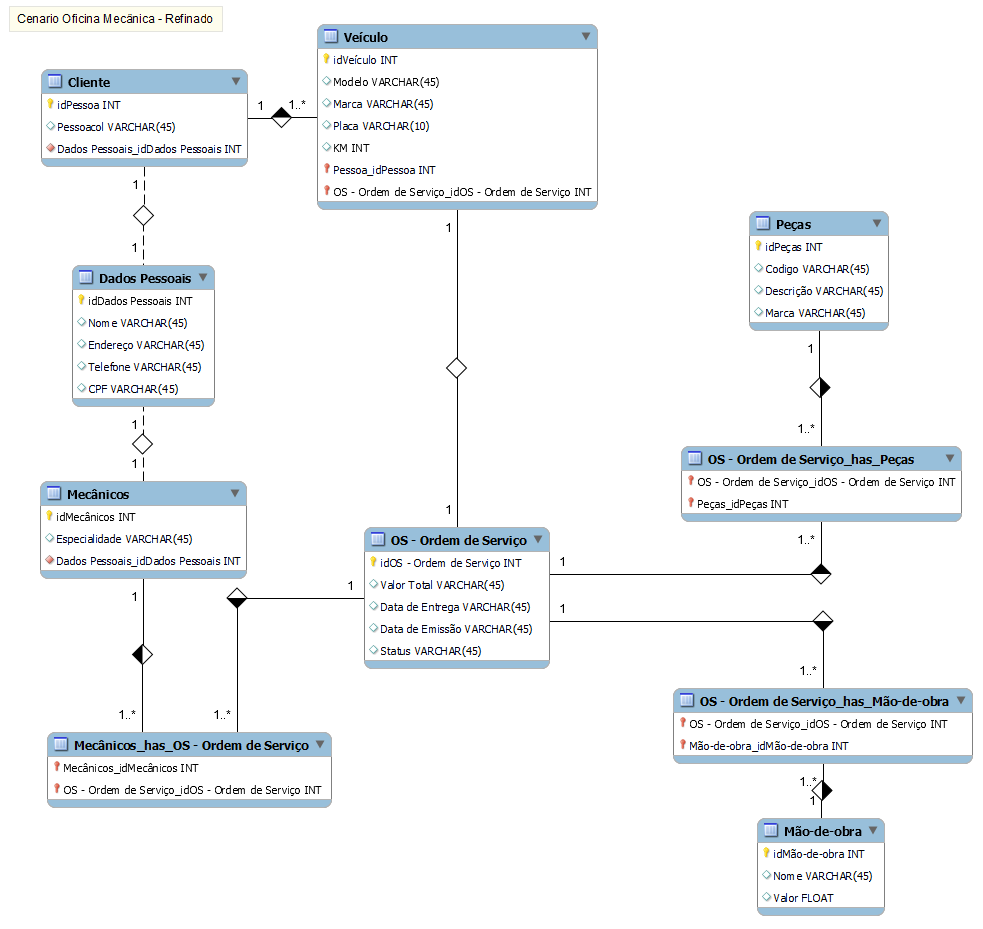 Cenario Oficina Mecânica - Refinado
Veículo
idVeículo INT
Modelo VARCHAR(45)
Marca VARCHAR(45)
Placa VARCHAR(10)
KM INT
Pessoa_idPessoa INT
OS - Ordem de Serviço_idOS - Ordem de Serviço INT
Cliente
idPessoa INT
Pessoacol VARCHAR(45)
Dados Pessoais_idDados Pessoais INT
1
1..*
1
1
Dados Pessoais
idDados Pessoais INT
Nome VARCHAR(45)
Endereço VARCHAR(45)
Telefone VARCHAR(45)
CPF VARCHAR(45)
1
1
1
1
Peças
idPeças INT
Codigo VARCHAR(45)
Descrição VARCHAR(45)
Marca VARCHAR(45)
1
1..*
OS - Ordem de Serviço_has_Peças
OS - Ordem de Serviço_idOS - Ordem de Serviço INT
Peças_idPeças INT
1..*
1
Mecânicos
idMecânicos INT
Especialidade VARCHAR(45)
Dados Pessoais_idDados Pessoais INT
OS - Ordem de Serviço
idOS - Ordem de Serviço INT
Valor Total VARCHAR(45)
Data de Entrega VARCHAR(45)
Data de Emissão VARCHAR(45)
Status VARCHAR(45)
1
1
1
1..*
1..*
1..*
Mecânicos_has_OS - Ordem de Serviço
Mecânicos_idMecânicos INT
OS - Ordem de Serviço_idOS - Ordem de Serviço INT
OS - Ordem de Serviço_has_Mão-de-obra
OS - Ordem de Serviço_idOS - Ordem de Serviço INT
Mão-de-obra_idMão-de-obra INT
1..*
1
Mão-de-obra
idMão-de-obra INT
Nome VARCHAR(45)
Valor FLOAT